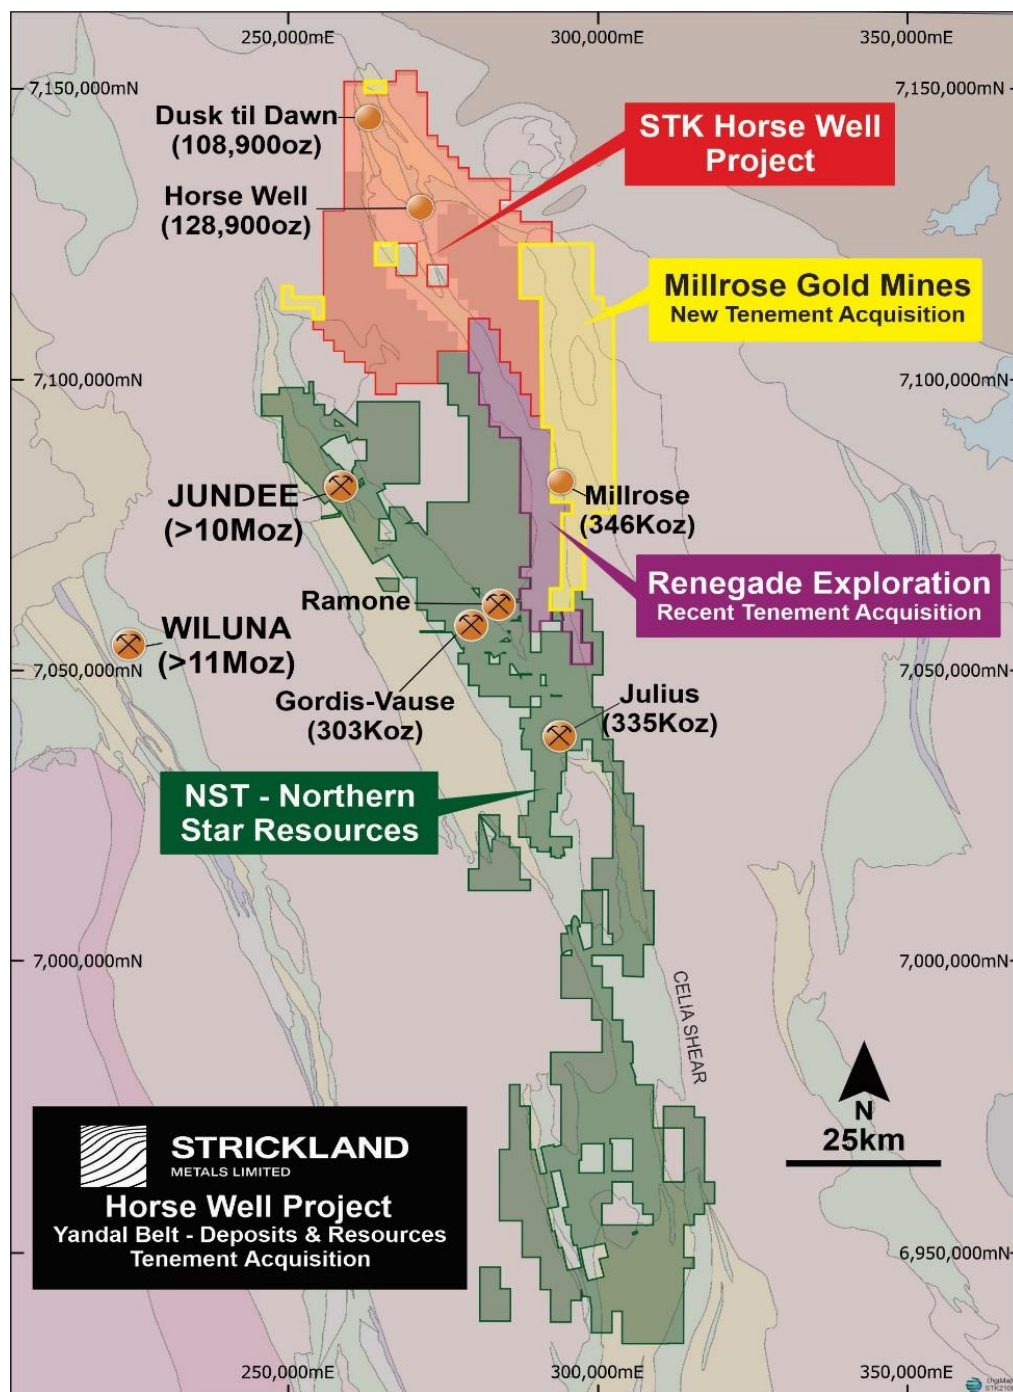 250,000mE
300,000mE
350,000mE
7,150,000mN
7,150,000mN
Dusk til Dawn
(108,900oz)
STK Horse Well
Project
Horse Well
(128,900oz)
Millrose Gold Mines
New Tenement Acquisition
7,100,000mN
7,100,000mN
JUNDEE
(>10Moz)
Millrose
(346Koz)
Renegade Exploration
Recent Tenement Acquisition
Ramone
WILUNA
(>11Moz)
7,050,000mN
7,050,000mN
Gordis-Vause
(303Koz)
Julius
(335Koz)
NST - Northern
Star Resources
7,000,000mN
7,000,000mN
CELIA SHEAR
N
25km
STRICKLAND
METALS LIMITED
Horse Well Project
Yandal Belt - Deposits & Resources
Tenement Acquisition
6,950,000mN
250,000mE
300,000mE
350,000mE